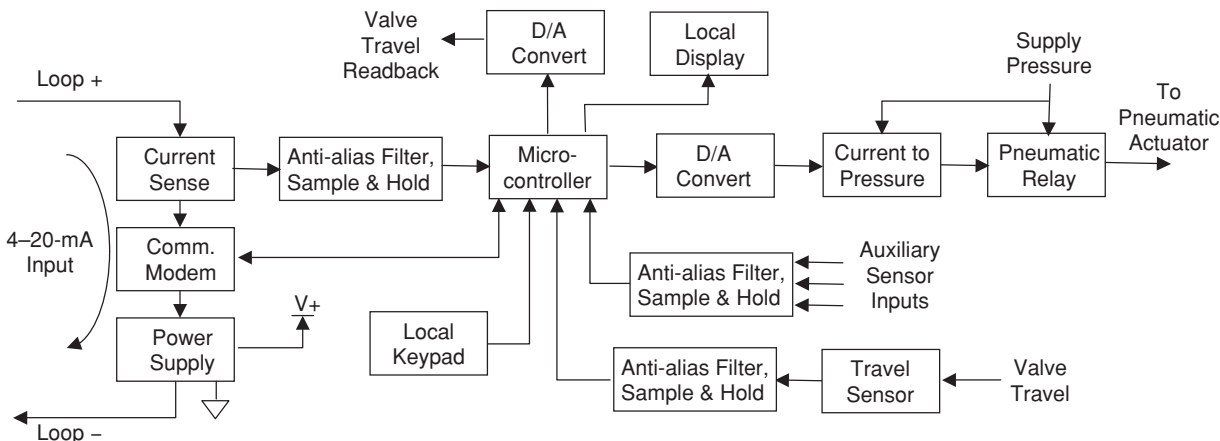 Valve
Travel
Readback
D/A
Convert
Local
Display
Supply
Pressure
To
Pneumatic
Actuator
Loop +
Current
Sense
Anti-alias Filter,
Sample & Hold
Micro-
controller
D/A
Convert
Current to
Pressure
Pneumatic
Relay
4–20-mA
Input
Comm.
Modem
Anti-alias Filter,
Sample & Hold
Auxiliary
Sensor
Inputs
V+
Power
Supply
Local
Keypad
Anti-alias Filter,
Sample & Hold
Travel
Sensor
Valve
Travel
Loop –